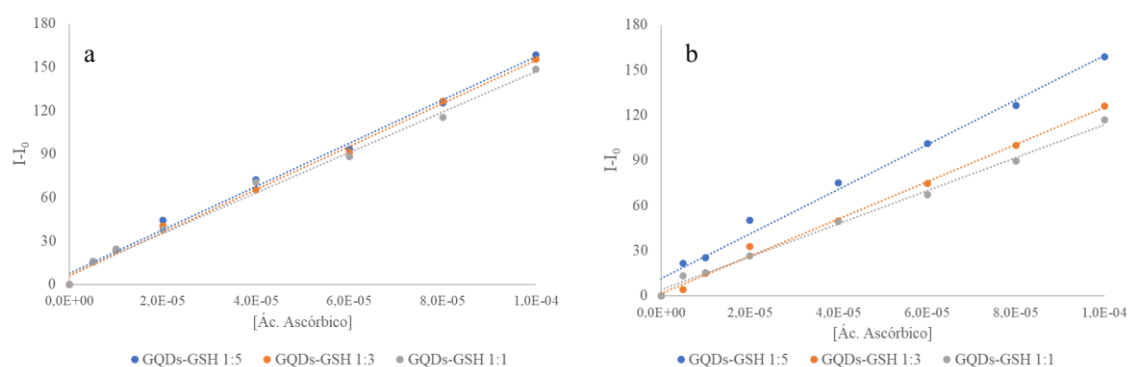 a
180
150
120
90
60
30
0
I-I0
0,0E+00 2,0E-05 4,0E-05 6,0E-05 8,0E-05 1,0E-04
[Ác. Ascórbico]
GQDs-GSH 1:5 GQDs-GSH 1:3 GQDs-GSH 1:1
b
180
150
120
90
60
30
0
I-I0
0,0E+00 2,0E-05 4,0E-05 6,0E-05 8,0E-05 1,0E-04
[Ác. Ascórbico]
GQDs-GSH 1:5 GQDs-GSH 1:3 GQDs-GSH 1:1